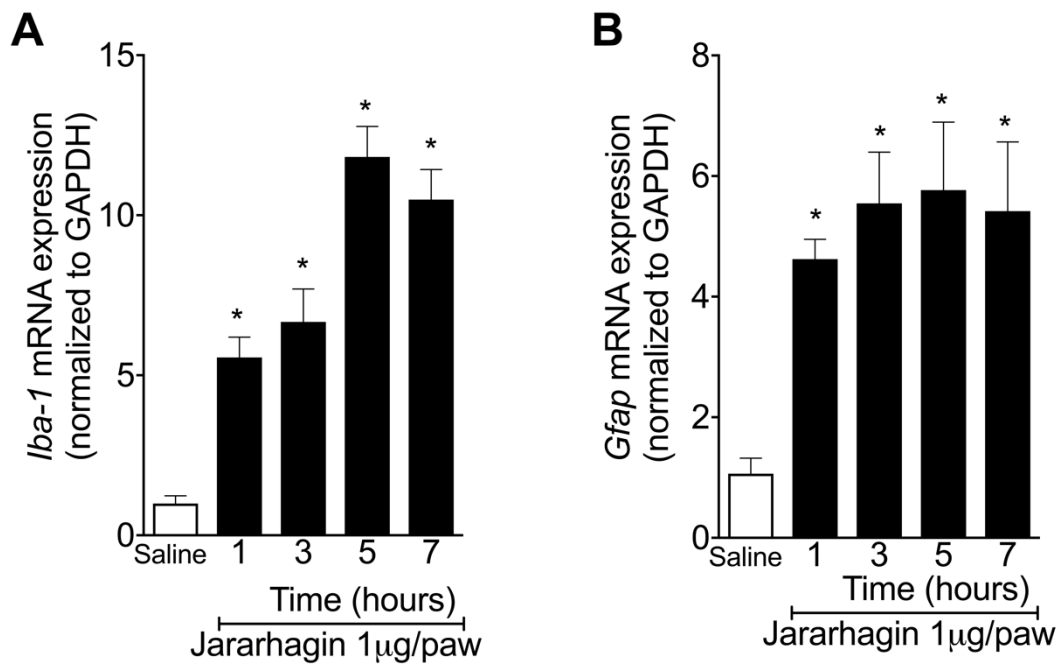 A
Iba-1 mRNA expression
(normalized to GAPDH)
15
10
5
0
*
*
*
*
Saline
1
3
5
7
Time (hours)
Jararhagin 1μg/paw
B
Gfap mRNA expression
(normalized to GAPDH)
8
6
4
2
0
*
*
*
*
Saline
1
3
5
7
Time (hours)
Jararhagin 1μg/paw